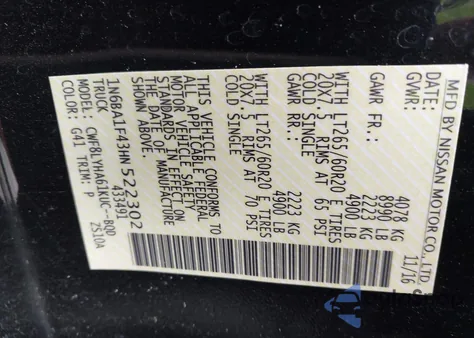 MFD BY NISSAN MOTOR CO., LTD.
DATE: 11/16
GVWR: 4078 KG
8990 LB
GAWR FR: 2223 KG
4900 LB
WITH LT265/60R20 E TIRES
20X7.5 RIMS AT 65 PSI
COLD SINGLE
GAWR RR: 2223 KG
4900 LB
WITH LT265/60R20 E TIRES
20X7.5 RIMS AT 70 PSI
COLD SINGLE
THIS VEHICLE CONFORMS TO
ALL APPLICABLE FEDERAL
MOTOR VEHICLE SAFETY
STANDARDS IN EFFECT ON
THE DATE OF MANUFACTURE
SHOWN ABOVE.
1N6BA1F43HN522302
TRUCK 433491
MODEL: CWF8LYHA61KUC--BQD
COLOR: G41 TRIM: P ZS10A